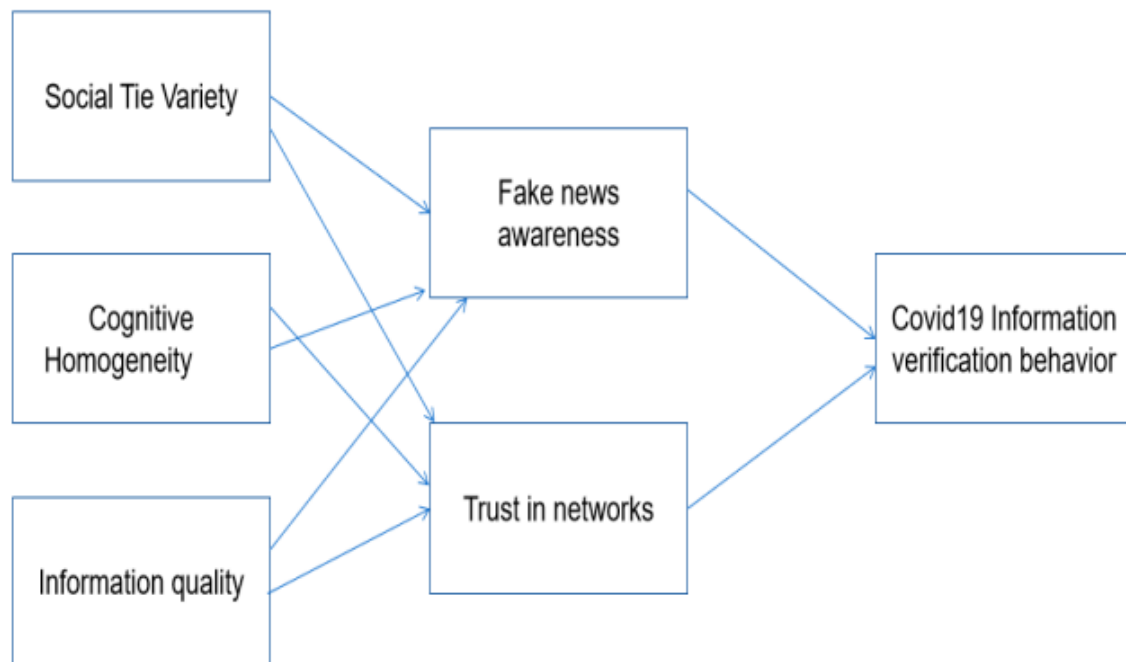 Social Tie Variety
Cognitive
Homogeneity
Information quality
Fake news
awareness
Trust in networks
Covid19 Information
verification behavior